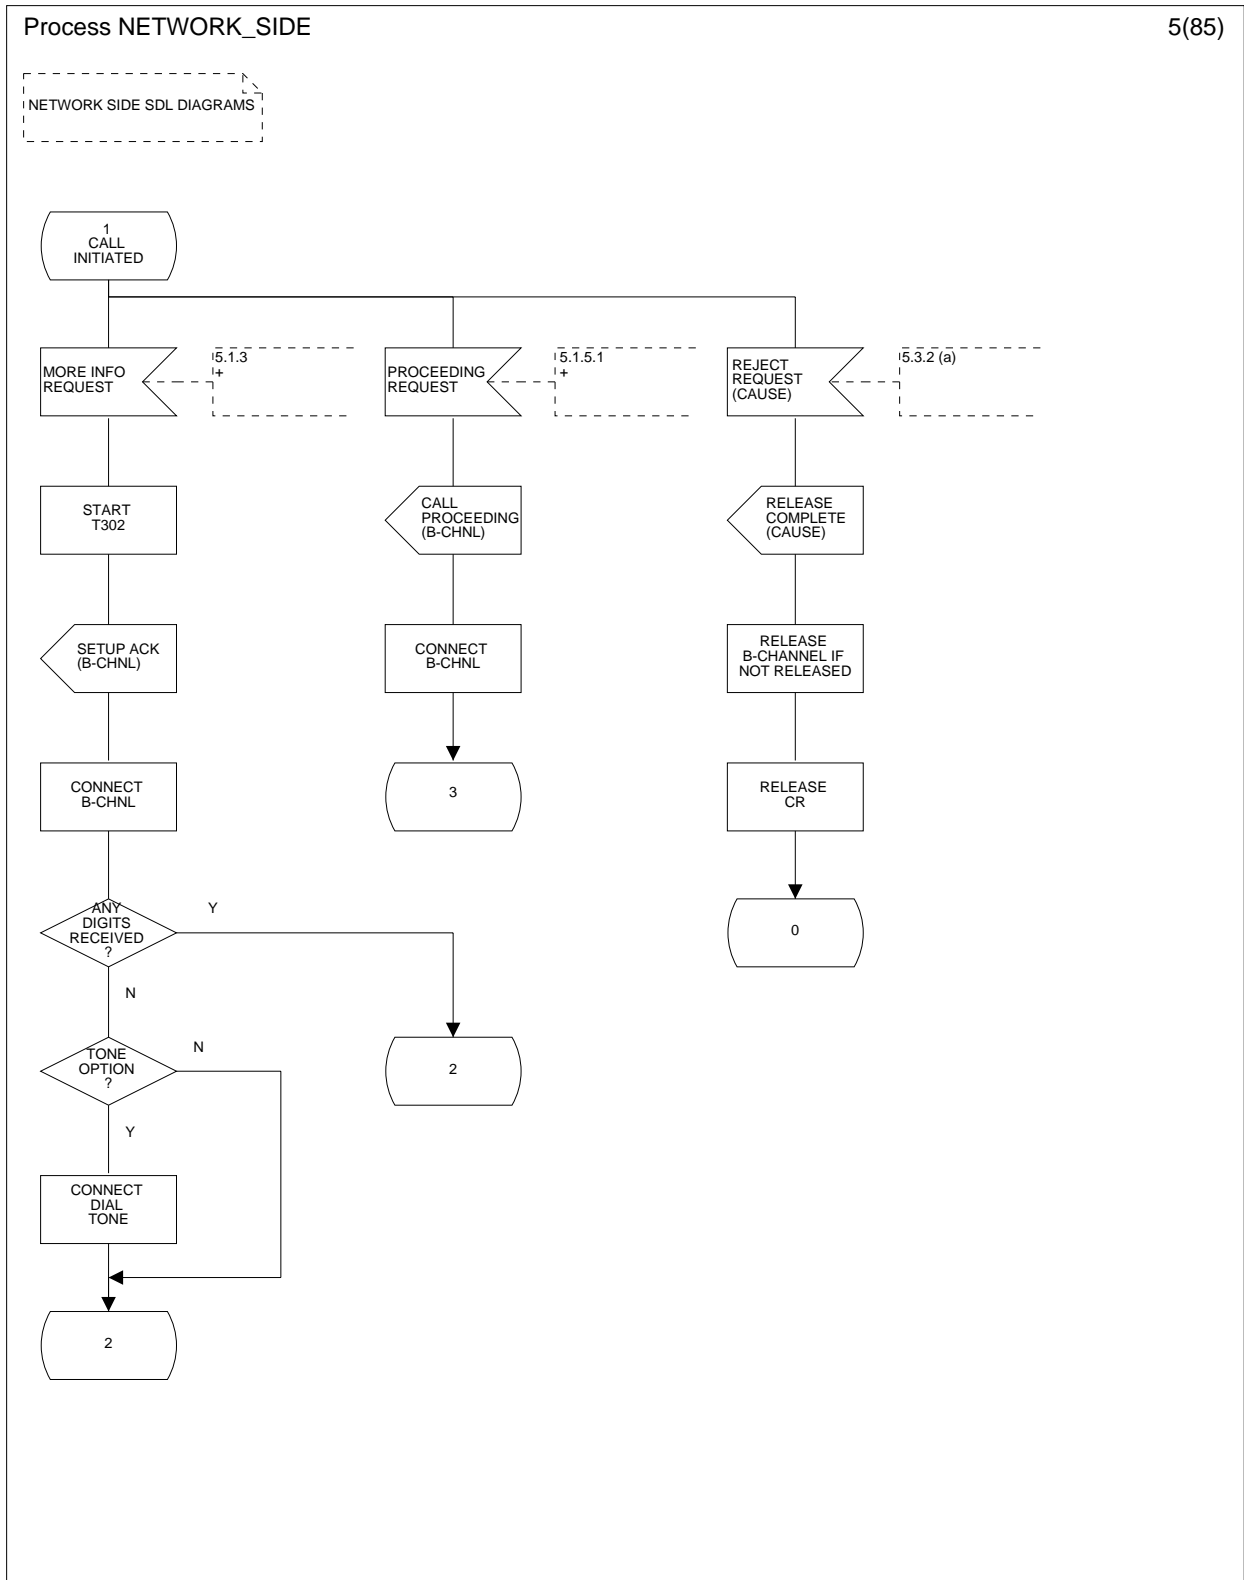 Process NETWORK_SIDE
5(85)
NETWORK SIDE SDL DIAGRAMS
1
CALL
INITIATED
MORE INFO
REQUEST
5.1.3
+
PROCEEDING
REQUEST
5.1.5.1
+
REJECT
REQUEST
(CAUSE)
5.3.2 (a)
START
T302
CALL
PROCEEDING
(B-CHNL)
RELEASE
COMPLETE
(CAUSE)
SETUP ACK
(B-CHNL)
CONNECT
B-CHNL
RELEASE
B-CHANNEL IF
NOT RELEASED
CONNECT
B-CHNL
3
RELEASE
CR
ANY
DIGITS
RECEIVED
?
Y
0
N
TONE
OPTION
?
N
2
Y
CONNECT
DIAL
TONE
2